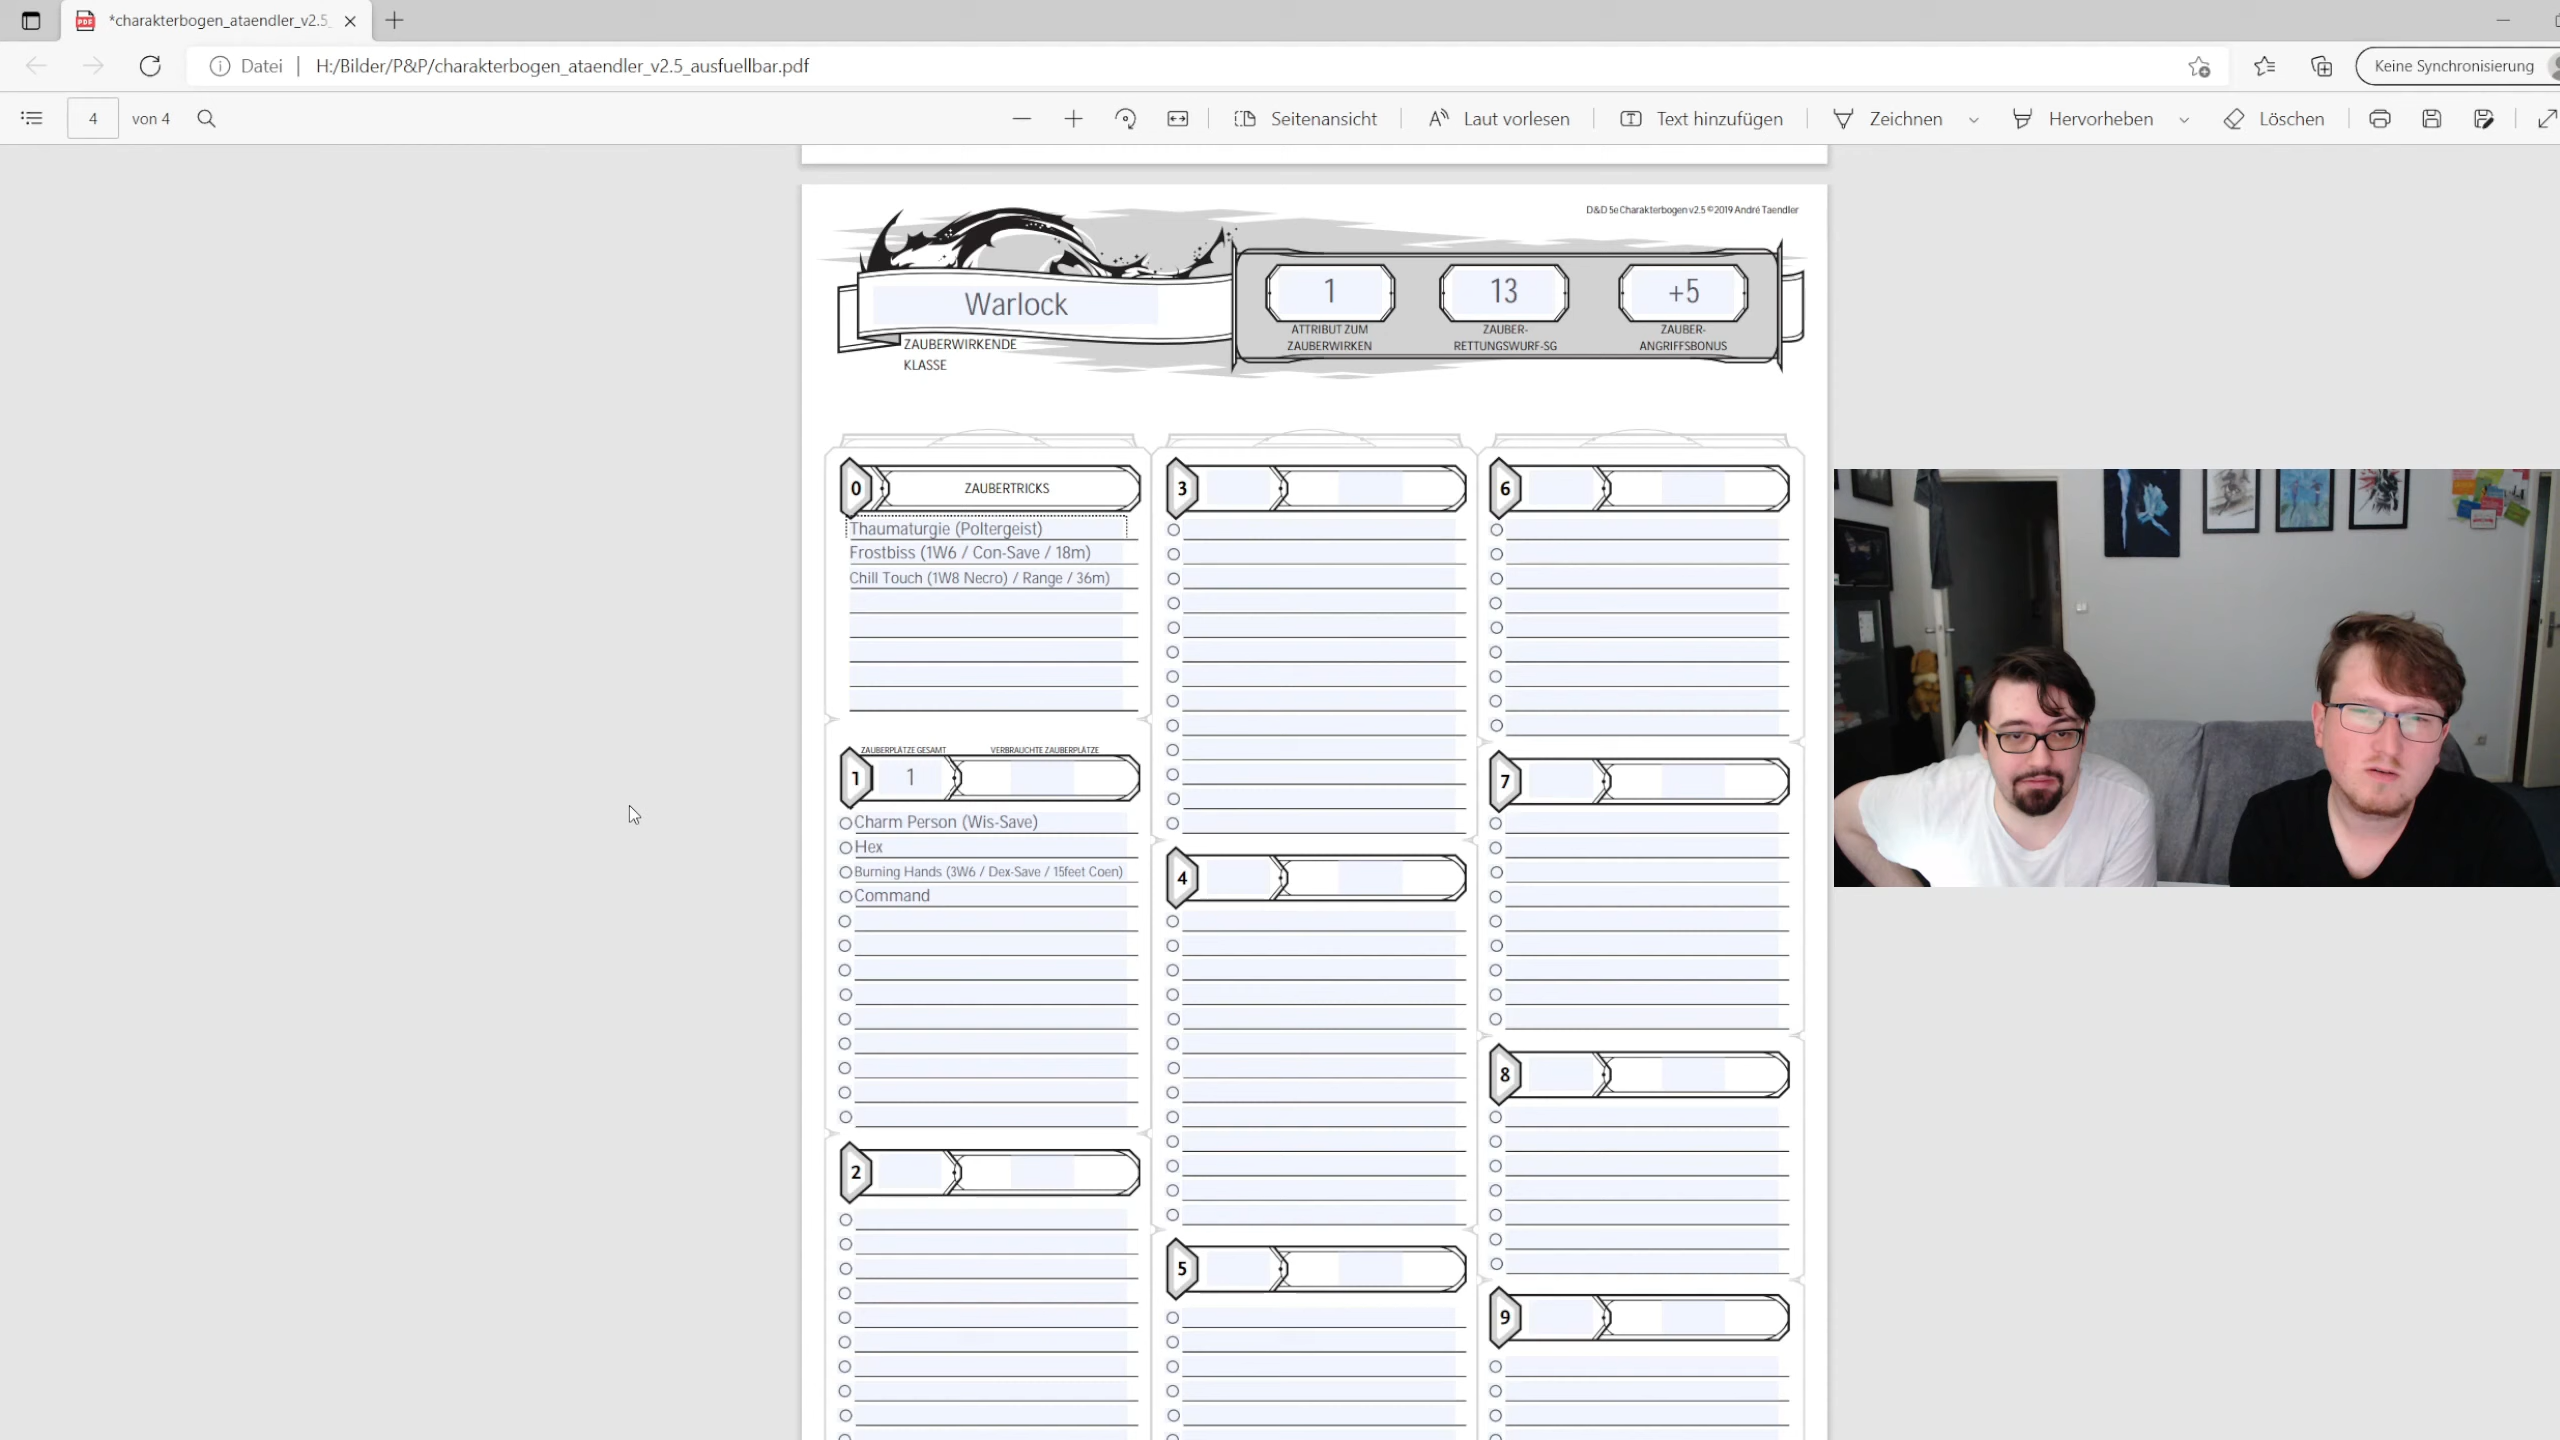 *charakterbogen_ataendler_v2.5_
Datei
H:/Bilder/P&P/charakterbogen_ataendler_v2.5_ausfuellbar.pdf
Keine Synchronisierung
4 von 4
Seitenansicht
Laut vorlesen
Text hinzufügen
Zeichnen
Hervorheben
Löschen
D&D 5e Charakterbogen v2.5 ©2019 André Taendler
Warlock
ZAUBERWIRKENDE
KLASSE
1
ATTRIBUT ZUM
ZAUBERWIRKEN
13
ZAUBER-
RETTUNGSWURF-SG
+5
ZAUBER-
ANGRIFFSBONUS
0 ZAUBERTRICKS
Thaumaturgie (Poltergeist)
Frostbiss (1W6 / Con-Save / 18m)
Chill Touch (1W8 Necro) / Range / 36m)
ZAUBERPLÄTZE GESAMT VERBRAUCHTE ZAUBERPLÄTZE
1 1
Charm Person (Wis-Save)
Hex
Burning Hands (3W6 / Dex-Save / 15feet Coen)
Command
2
3
4
5
6
7
8
9